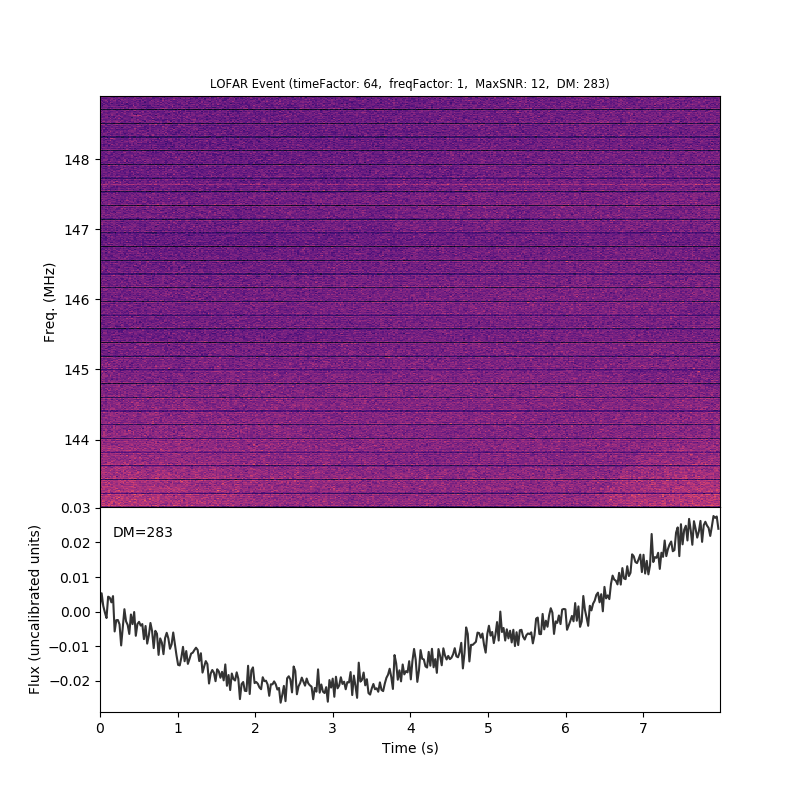 LOFAR Event (timeFactor: 64, freqFactor: 1, MaxSNR: 12, DM: 283)
Freq. (MHz)
148
147
146
145
144
Flux (uncalibrated units)
0.03
0.02
0.01
0.00
−0.01
−0.02
DM=283
0 1 2 3 4 5 6 7
Time (s)